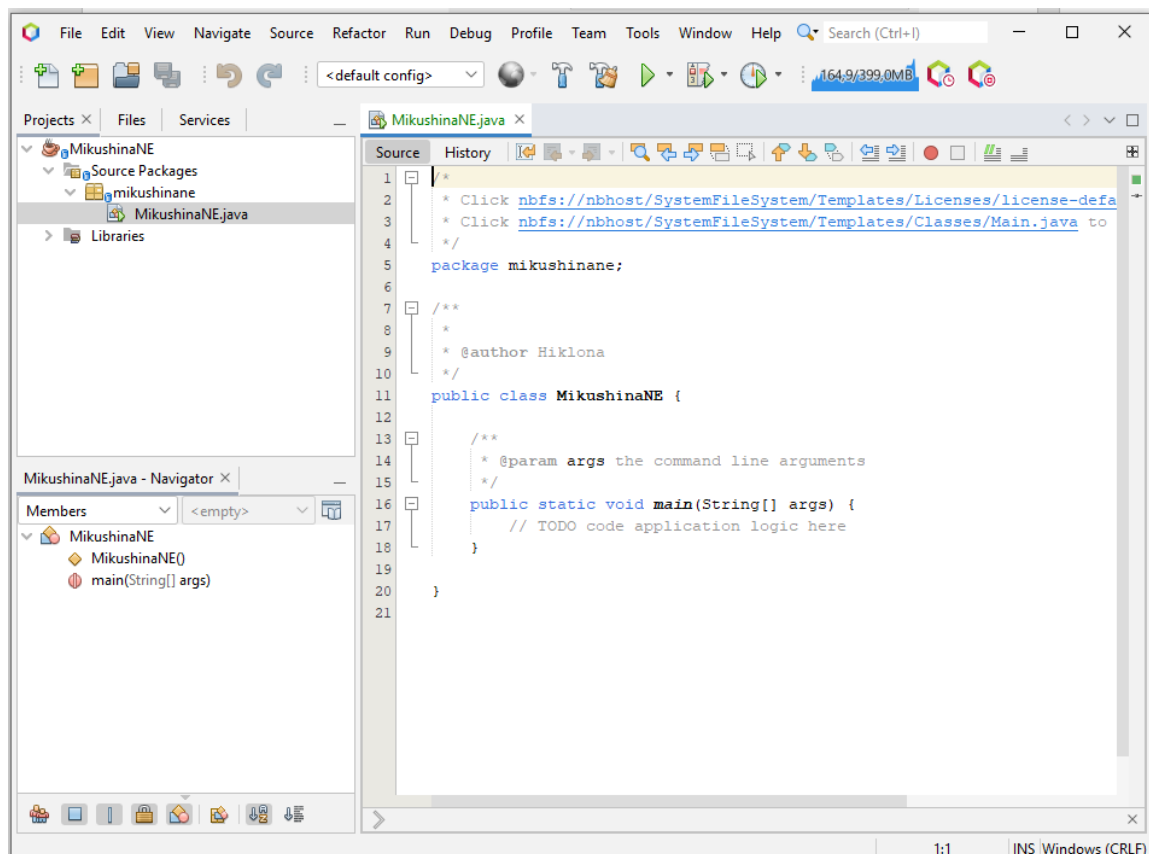 File Edit View Navigate Source Refactor Run Debug Profile Team Tools Window Help Search (Ctrl+I)
<default config> 164,9/399,0MB
Projects Files Services
MikushinaNE
Source Packages
mikushinane
MikushinaNE.java
Libraries
MikushinaNE.java - Navigator
Members <empty>
MikushinaNE
MikushinaNE()
main(String[] args)
MikushinaNE.java
Source History
1 /*
2 * Click nbfs://nbhost/SystemFileSystem/Templates/Licenses/license-defa
3 * Click nbfs://nbhost/SystemFileSystem/Templates/Classes/Main.java to
4 */
5 package mikushinane;
6
7 /**
8 *
9 * @author Hiklona
10 */
11 public class MikushinaNE {
12
13 /**
14 * @param args the command line arguments
15 */
16 public static void main(String[] args) {
17 // TODO code application logic here
18 }
19
20 }
21
1:1 INS Windows (CRLF)